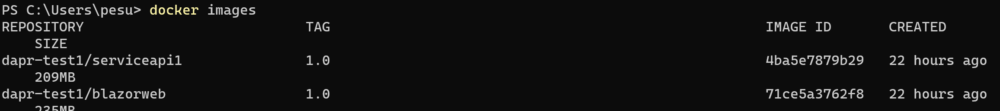 PS C:\Users\pesu> docker images
REPOSITORY TAG IMAGE ID CREATED
SIZE
dapr-test1/serviceapi1 1.0 4ba5e7879b29 22 hours ago
209MB
dapr-test1/blazorweb 1.0 71ce5a3762f8 22 hours ago
235MB